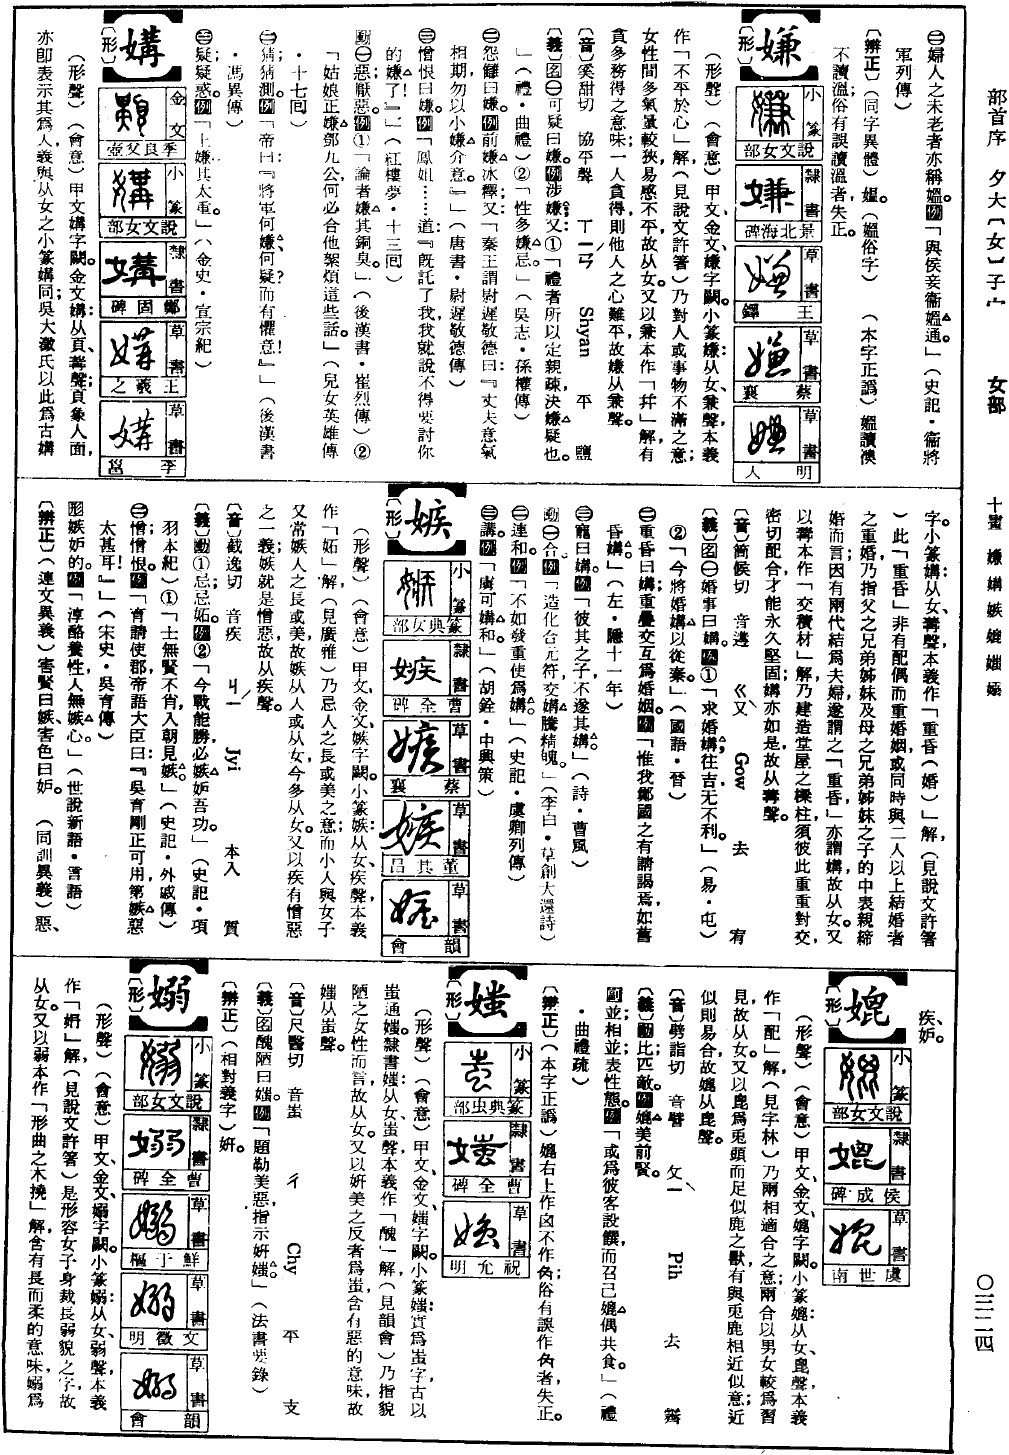 部首序 夕大〔女〕子宀 女部 十畫 嫌媾嫉媲媸嫋 〇三二四
㊂婦人之未老者亦稱媼。例「與侯妾衞媼通。」(史記・衞將
軍列傳)
〔辨正〕(同字異體)媪。(媼俗字) (本字正譌)媼讀澳
不讀溫俗有誤讀溫者失正。
嫌
〔形〕
小篆 說文女部
隸書 景北海碑
草書 王鐸
草書 蔡襄
草書 明人
(形聲)(會意)甲文、金文嫌字闕。小篆嫌:从女、兼聲,本義
作「不平於心」解(見說文許箸)乃對人或事物不滿之意;
女性間多氣量較狹,易感不平,故从女。又以兼本作「幷」解,有
貪多務得之意味,一人貪得,則他人之心難平,故嫌从兼聲。
〔音〕奚甜切 協平聲 ㄒㄧㄢ Shyan 平 鹽
〔義〕名㊀可疑曰嫌。例涉嫌;又①「禮者所以定親疎,決嫌疑也。
」(禮・曲禮)②「性多嫌忌。」(吳志・孫權傳)
㊁怨讎曰嫌。例前嫌冰釋;又「秦王謂尉遲敬德曰:『丈夫意氣
相期,勿以小嫌介意。』」(唐書・尉遲敬德傳)
㊂憎恨曰嫌。例「鳳姐……道:『旣託了我,我就說不得要討你
的嫌了!』」(紅樓夢・十三回)
動㊀惡;厭惡。例①「論者嫌其銅臭。」(後漢書・崔烈傳)②
「姑娘正嫌鄧九公何必合他絮煩這些話。」(兒女英雄傳
・十七回)
㊁猜;猜測。例「帝曰:『將軍何嫌何疑?而有懼意!』」(後漢書
・馮異傳)
㊂疑;疑惑。例「上嫌其太重。」(金史・宣宗紀)
媾
〔形〕
金文 季良父壺
小篆 說文女部
隸書 鄭固碑
草書 王羲之
草書 李邕
(形聲)(會意)甲文媾字闕。金文媾:从頁、冓聲;頁象人面,
亦卽表示其爲人,義與从女之小篆媾同;吳大澂氏以此爲古媾
字。小篆媾:从女、冓聲,本義作「重昏(婚)」解,(見說文許箸
)此「重昏」非有配偶而重婚姻或同時與二人以上結婚者
之重婚,乃指父之兄弟姊妹及母之兄弟姊妹之子的中表親締
婚而言;因有兩代結爲夫婦,遂謂之「重昏」亦謂媾,故从女。又
以冓本作「交積材」解,乃建造堂屋之樑柱,須彼此重重對交,
密切配合才能永久堅固;媾亦如是,故从冓聲。
〔音〕簡候切 音遘 ㄍㄡˋ Gow 去 宥
〔義〕名㊀婚事曰媾。例①「求婚媾,往吉,无不利。」(易・屯)
②「今將婚媾以從秦。」(國語・晉)
㊁重昏曰媾;重疊交互爲婚姻。例「惟我鄭國之有請謁焉,如舊
昏媾。」(左・隱十一年)
㊂寵曰媾。例「彼其之子,不遂其媾。」(詩・曹風)
動㊀合。例「造化合元符,交媾騰精魄。」(李白・草創大還詩)
㊁連和。例「不如發重使爲媾。」(史記・虞卿列傳)
㊂講。例「虜可媾和。」(胡銓・中興策)
嫉
〔形〕
小篆 篆典女部
隸書 曹全碑
草書 蔡襄
草書 董其昌
草書 韻會
(形聲)(會意)甲文、金文、嫉字闕。小篆嫉:从女、疾聲,本義
作「妬」解(見廣雅)乃忌人之長或美之意;而小人與女子
又常嫉人之長或美,故嫉从人或从女,今多从女。又以疾有憎惡
之一義,嫉就是憎惡,故从疾聲。
〔音〕截逸切 音疾 ㄐㄧˊ Jyi 本入 質
〔義〕動①忌;忌妬。例②「今戰能勝,必嫉妬吾功。」(史記・項
羽本紀)①「士無賢不肖,入朝見嫉。」(史記・外戚傳)
㊁憎;憎恨。例「育請使郡,帝語大臣曰:『吳育剛正可用,第嫉惡
太甚耳!』」(宋史・吳育傳)
形嫉妒的。例「淳酪養性,人無嫉心。」(世說新語・言語)
〔辨正〕(連文異義)害賢曰嫉,害色曰妒。 (同訓異義)惡、
疾、妒。
媲
〔形〕
小篆 說文女部
隸書 侯成碑
草書 虞世南
(形聲)(會意)甲文金文媲字闕。小篆媲:从女、毘聲本義
作「配」解(見字林)乃兩相適合之意;兩合以男女較爲習
見,故从女。又以毘爲兎頭而足似鹿之獸,有與兎鹿相近似意;近
似則易合,故媲从毘聲。
〔音〕劈詣切 音譬 ㄆㄧˋ Pih 去 霽
〔義〕動比;匹敵。例媲美前賢。
副並;相並;表性態。例「或爲彼客設饌,而召己媲偶共食。」(禮
・曲禮疏)
〔辨正〕(本字正譌)媲右上作囟不作𠚑;俗有誤作𠚑者失正。
媸
〔形〕
小篆 篆典虫部
隸書 曹全碑
草書 祝允明
(形聲)(會意)甲文、金文、媸字闕。小篆媸:實爲蚩字,古以
蚩通媸。隸書媸:从女、蚩聲,本義作「醜」解(見韻會)乃指貌
陋之女性而言,故从女。又以妍美之反者爲蚩,含有惡的意味,故
媸从蚩聲。
〔音〕尺醫切 音蚩 ㄔ Chy 平 支
〔義〕名醜陋曰媸。例「題勒美惡,指示妍媸。」(法書要錄)
〔辨正〕(相對義字)姸。
嫋
〔形〕
小篆 說文女部
隸書 曹全碑
草書 鮮于樞
草書 文徵明
草書 韻會
(形聲)(會意)甲文、金文嫋字闕。小篆嫋:从女、弱聲,本義
作「姌」解,(見說文許箸)是形容女子身裁長弱貌之字,故
从女。又以弱本作「形曲之木橈」解,含有長而柔的意味,嫋爲